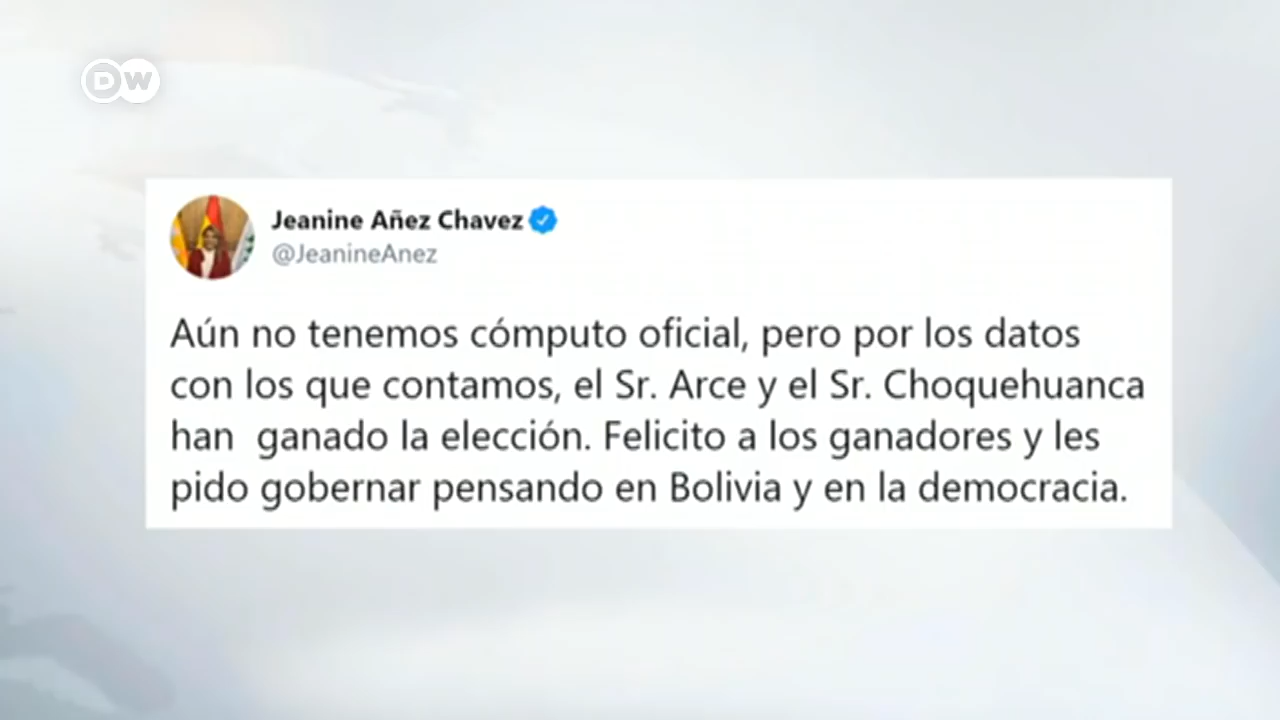 DW
Jeanine Añez Chavez
@JeanineAnez
Aún no tenemos cómputo oficial, pero por los datos
con los que contamos, el Sr. Arce y el Sr. Choquehuanca
han  ganado la elección. Felicito a los ganadores y les
pido gobernar pensando en Bolivia y en la democracia.